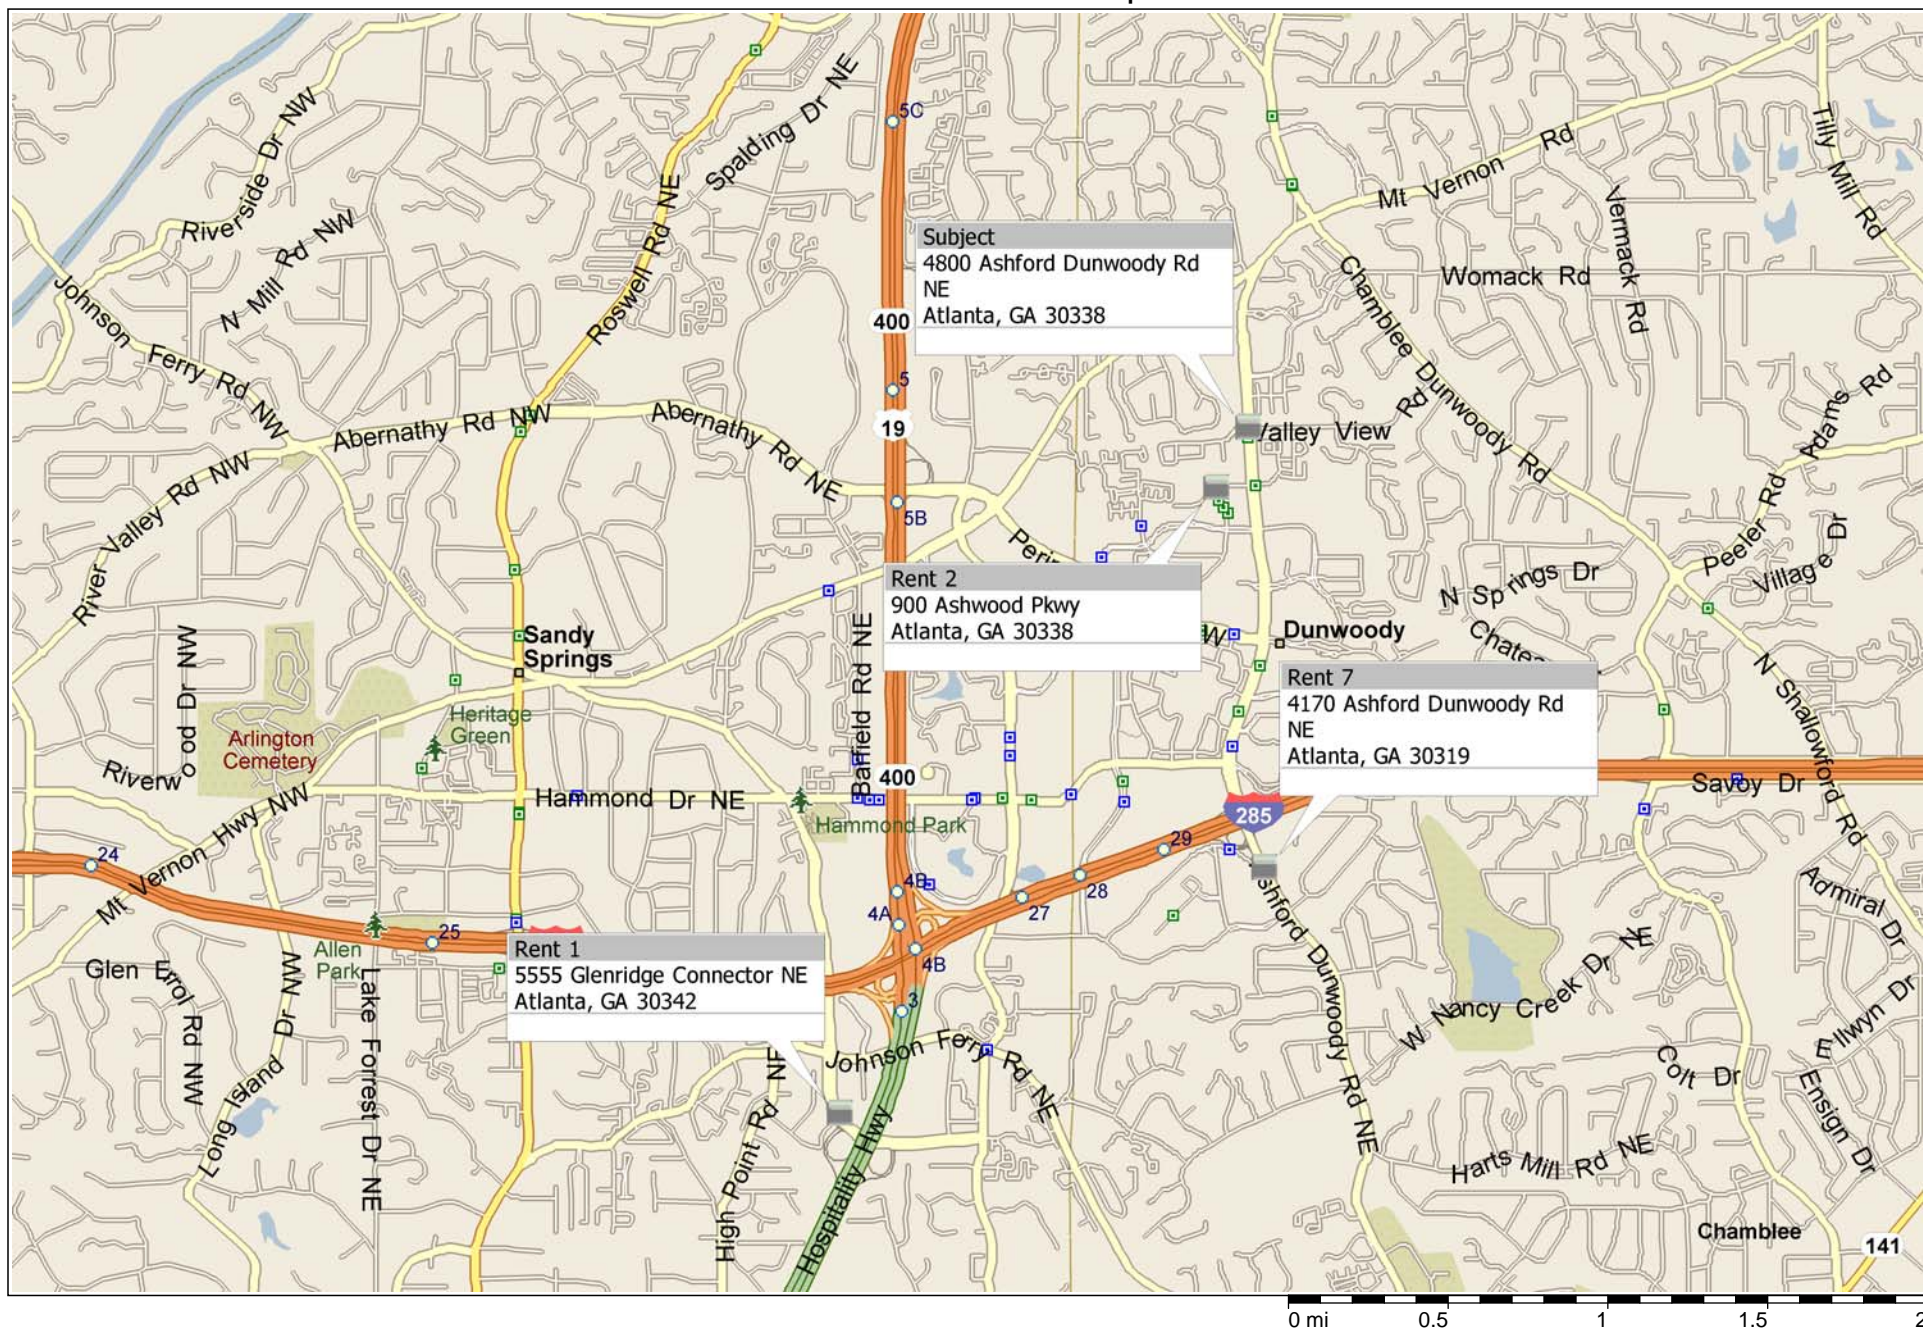 5C
Riverside Dr NW
Spalding Dr NE
Tilly Mill Rd
Mt Vernon Rd
Roswell Rd NE
N Mill Rd NW
Vermack Rd
Subject
4800 Ashford Dunwoody Rd
NE
Atlanta, GA 30338
Womack Rd
Johnson Ferry Rd NW
400
Chamblee Dunwoody Rd
5
Abernathy Rd NW
Abernathy Rd NE
19
Valley View Rd
Adams Rd
River Valley Rd NW
5B
Peeler Rd
Village Dr
Rent 2
900 Ashwood Pkwy
Atlanta, GA 30338
N Springs Dr
Sandy
Springs
W
Dunwoody
Barfield Rd NE
Rent 7
4170 Ashford Dunwoody Rd
NE
Atlanta, GA 30319
N Shallowford Rd
Heritage
Green
Arlington
Cemetery
Riverwood Dr NW
400
Hammond Dr NE
Savoy Dr
Hammond Park
285
24
Mt Vernon Hwy NW
29
4B
28
27
4A
25
Allen
Park
Admiral Dr
Rent 1
5555 Glenridge Connector NE
Atlanta, GA 30342
4B
3
Glen Errol Rd NW
Long Island Dr NW
Lake Forrest Dr NE
Ashford Dunwoody Rd NE
W Nancy Creek Dr NE
Ellwyn Dr
Johnson Ferry Rd NE
Colt Dr
Ensign Dr
High Point Rd NE
Hospitality Hwy
Harts Mill Rd NE
Chamblee
141
0 mi 0.5 1 1.5 2